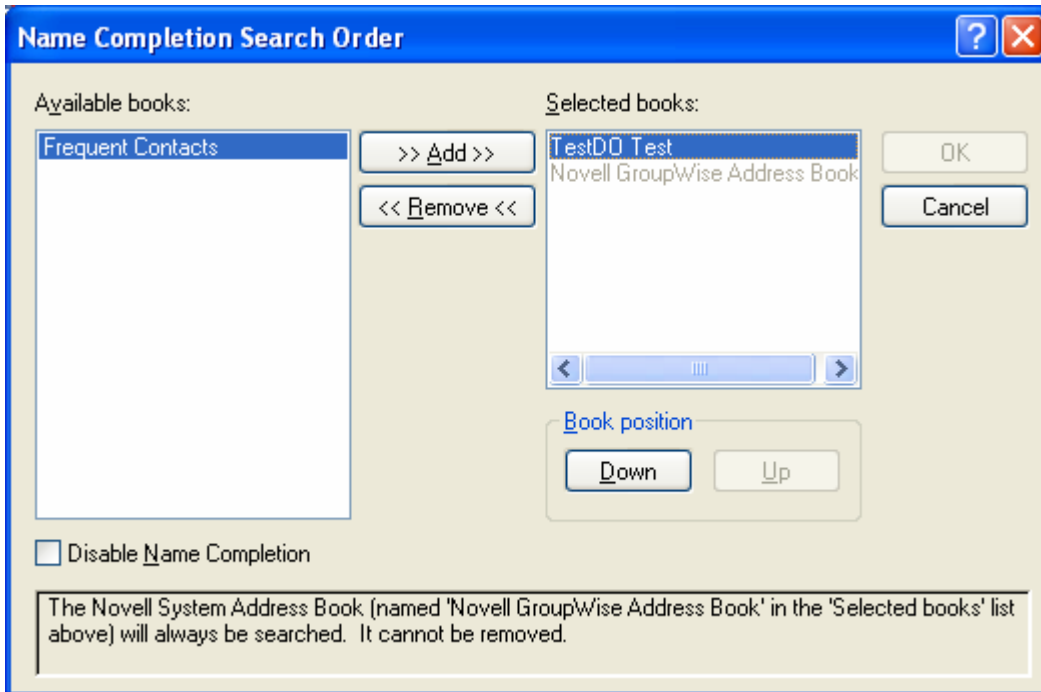 Name Completion Search Order
Available books:
Frequent Contacts
>> Add >>
<< Remove <<
Selected books:
TestDO Test
Novell GroupWise Address Book
OK
Cancel
Book position
Down
Up
Disable Name Completion
The Novell System Address Book (named 'Novell GroupWise Address Book' in the 'Selected books' list
above) will always be searched.  It cannot be removed.